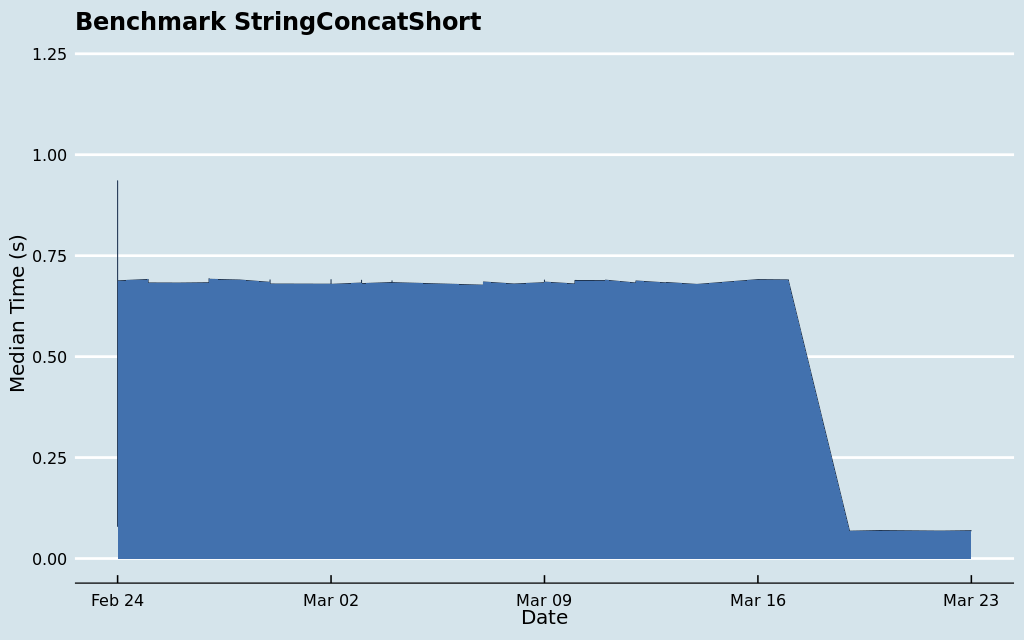 Benchmark StringConcatShort
1.25
1.00
0.75
0.50
0.25
0.00
Median Time (s)
Feb 24 Mar 02 Mar 09 Mar 16 Mar 23
Date